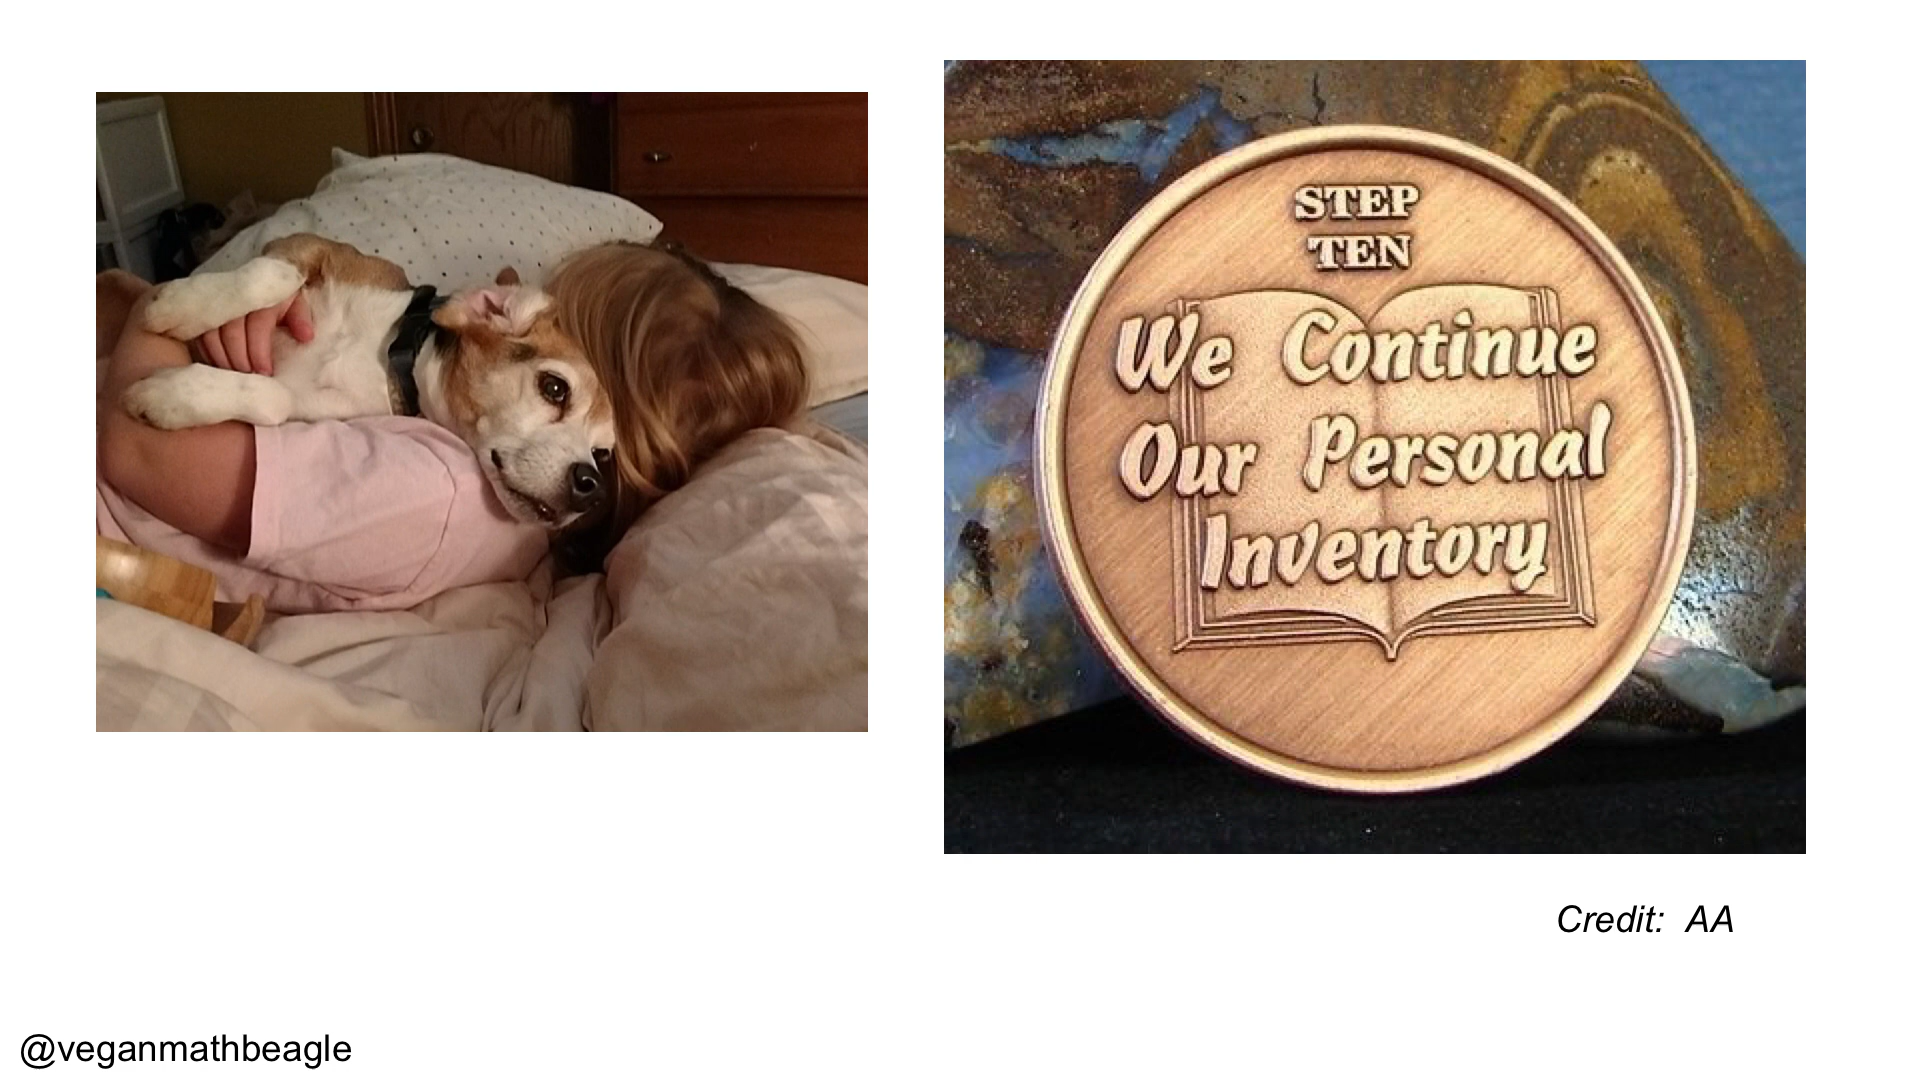 STEP
TEN
We Continue
Our Personal
Inventory
Credit: AA
@veganmathbeagle